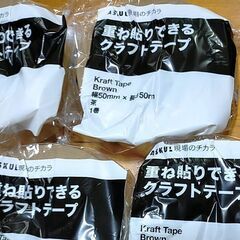 重ね貼りできる
クラフトテープ
Kraft Tape
Brown
幅50mm×長50m
茶
1巻
ASKUL現場のチカラ
重ね貼りできる
クラフトテープ
ASKUL現場のチカラ
重ね貼りできる
クラフトテープ
Kraft Tape
Brown